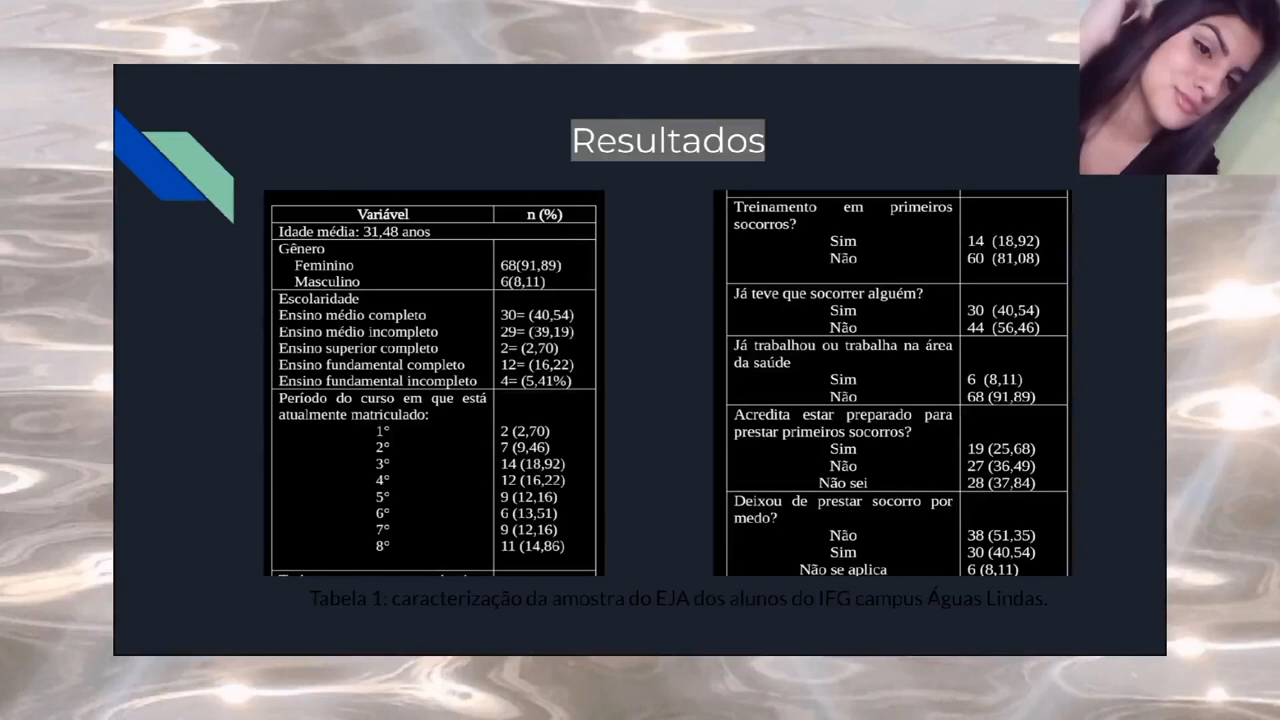 Resultados
Variável n (%)
Idade média: 31,48 anos
Gênero
Feminino 68(91,89)
Masculino 6(8,11)
Escolaridade
Ensino médio completo 30= (40,54)
Ensino médio incompleto 29= (39,19)
Ensino superior completo 2= (2,70)
Ensino fundamental completo 12= (16,22)
Ensino fundamental incompleto 4= (5,41%)
Período do curso em que está
atualmente matriculado:
1° 2 (2,70)
2° 7 (9,46)
3° 14 (18,92)
4° 12 (16,22)
5° 9 (12,16)
6° 6 (13,51)
7° 9 (12,16)
8° 11 (14,86)
Treinamento em primeiros
socorros?
Sim 14 (18,92)
Não 60 (81,08)
Já teve que socorrer alguém?
Sim 30 (40,54)
Não 44 (56,46)
Já trabalhou ou trabalha na área
da saúde
Sim 6 (8,11)
Não 68 (91,89)
Acredita estar preparado para
prestar primeiros socorros?
Sim 19 (25,68)
Não 27 (36,49)
Não sei 28 (37,84)
Deixou de prestar socorro por
medo?
Não 38 (51,35)
Sim 30 (40,54)
Não se aplica 6 (8,11)
Tabela 1: caracterização da amostra do EJA dos alunos do IFG campus Águas Lindas.